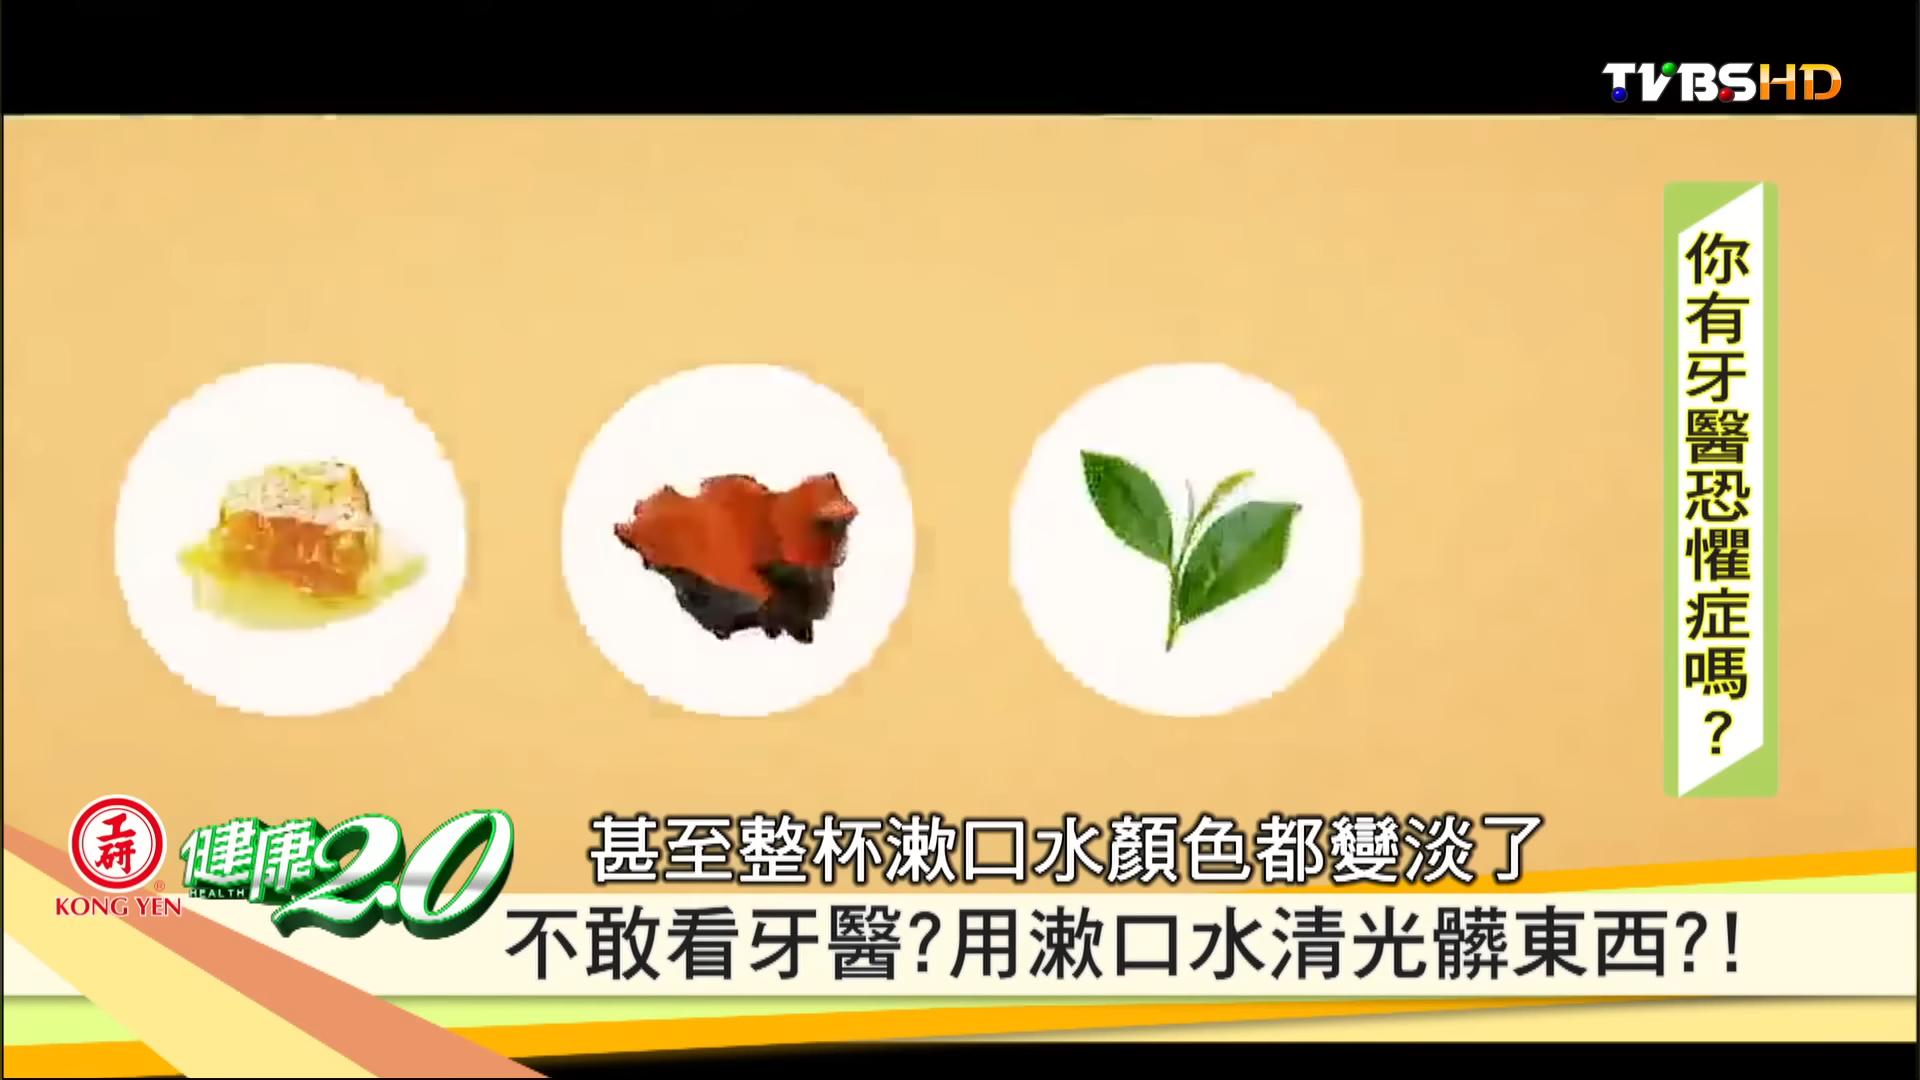 TVBSHD
你有牙醫恐懼症嗎?
工研
®
KONG YEN
健康2.0
HEALTH
甚至整杯漱口水顏色都變淡了
不敢看牙醫?用漱口水清光髒東西?!